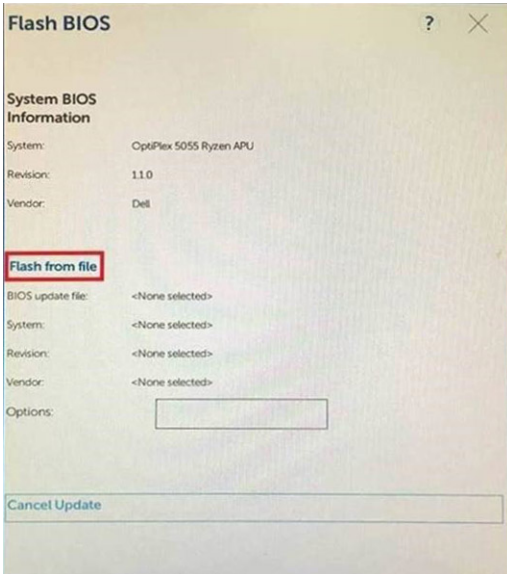 Flash BIOS ?
System BIOS
Information
System: OptiPlex 5055 Ryzen APU
Revision: 1.1.0
Vendor: Dell
Flash from file
BIOS update file: <None selected>
System: <None selected>
Revision: <None selected>
Vendor: <None selected>
Options:
Cancel Update